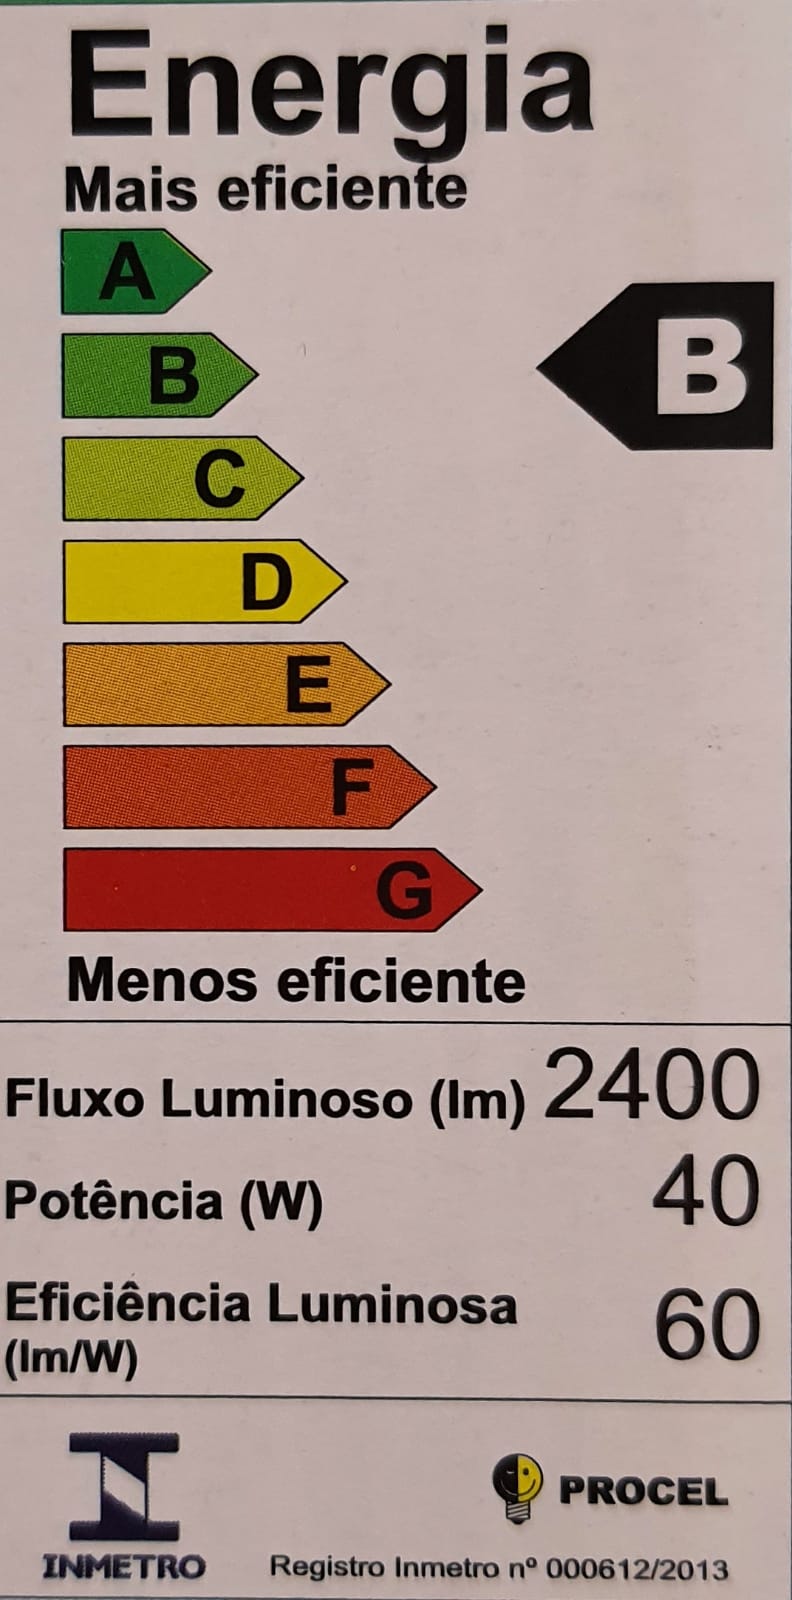 Energia
Mais eficiente
A
B
B
C
D
E
F
G
Menos eficiente
Fluxo Luminoso (lm) 2400
Potência (W) 40
Eficiência Luminosa 60
(lm/W)
PROCEL
INMETRO Registro Inmetro nº 000612/2013